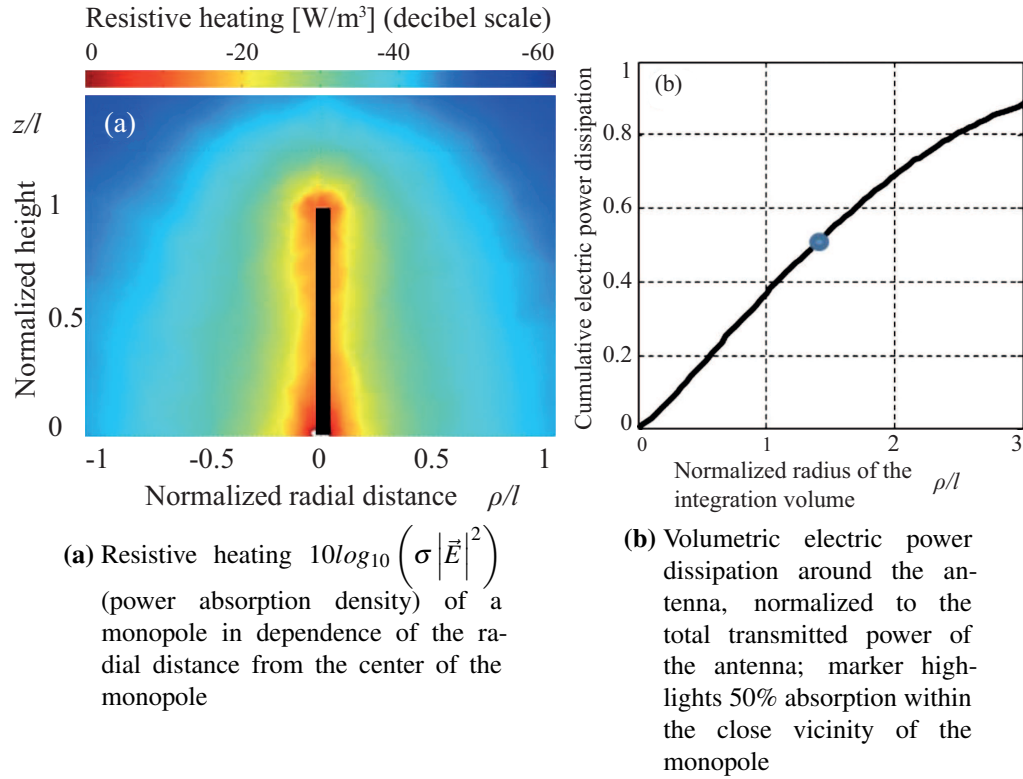 Resistive heating [W/m³] (decibel scale)
0 -20 -40 -60
(a)
z/l
Normalized height
1
0.5
0
-1 -0.5 0 0.5 1
Normalized radial distance ρ/l
(a) Resistive heating 10log₁₀(σ|E⃗|²)
(power absorption density) of a
monopole in dependence of the ra-
dial distance from the center of the
monopole
(b)
Cumulative electric power dissipation
1
0.8
0.6
0.4
0.2
0
0 1 2 3
Normalized radius of the
integration volume ρ/l
(b) Volumetric electric power
dissipation around the an-
tenna, normalized to the
total transmitted power of
the antenna; marker high-
lights 50% absorption within
the close vicinity of the
monopole